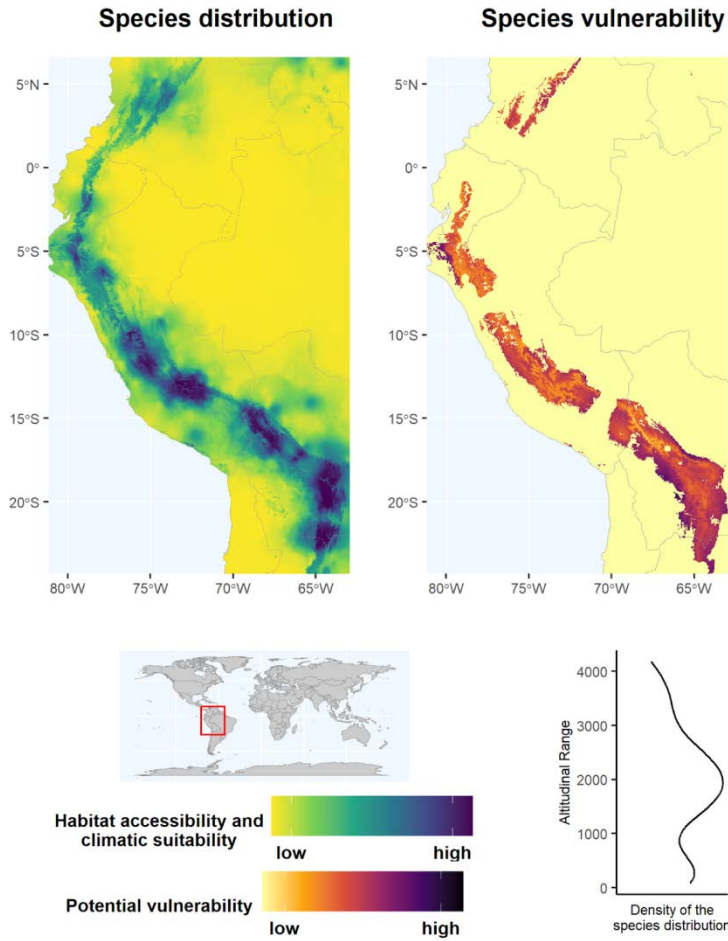 Species distribution
Species vulnerability
5°N
0°
5°S
10°S
15°S
20°S
80°W 75°W 70°W 65°W
5°N
0°
5°S
10°S
15°S
20°S
80°W 75°W 70°W 65°W
Habitat accessibility and
climatic suitability
low high
Potential vulnerability
low high
Altitudinal Range
4000
3000
2000
1000
0
Density of the
species distribution